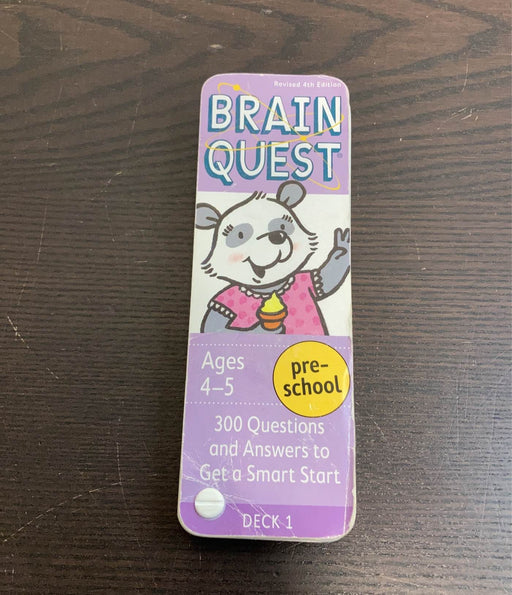 Revised 4th Edition
BRAIN
QUEST®
Ages
4–5
pre-
school
300 Questions
and Answers to
Get a Smart Start
DECK 1